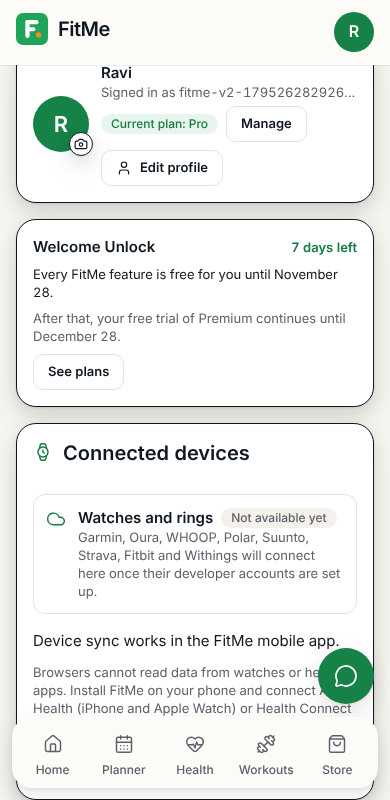 FitMe
R
Ravi
Signed in as fitme-v2-179526282926...
R
Current plan: Pro
Manage
Edit profile
Welcome Unlock
7 days left
Every FitMe feature is free for you until November
28.
After that, your free trial of Premium continues until
December 28.
See plans
Connected devices
Watches and rings
Not available yet
Garmin, Oura, WHOOP, Polar, Suunto,
Strava, Fitbit and Withings will connect
here once their developer accounts are set
up.
Device sync works in the FitMe mobile app.
Browsers cannot read data from watches or
apps. Install FitMe on your phone and connect
Health (iPhone and Apple Watch) or Health Connect
Home
Planner
Health
Workouts
Store